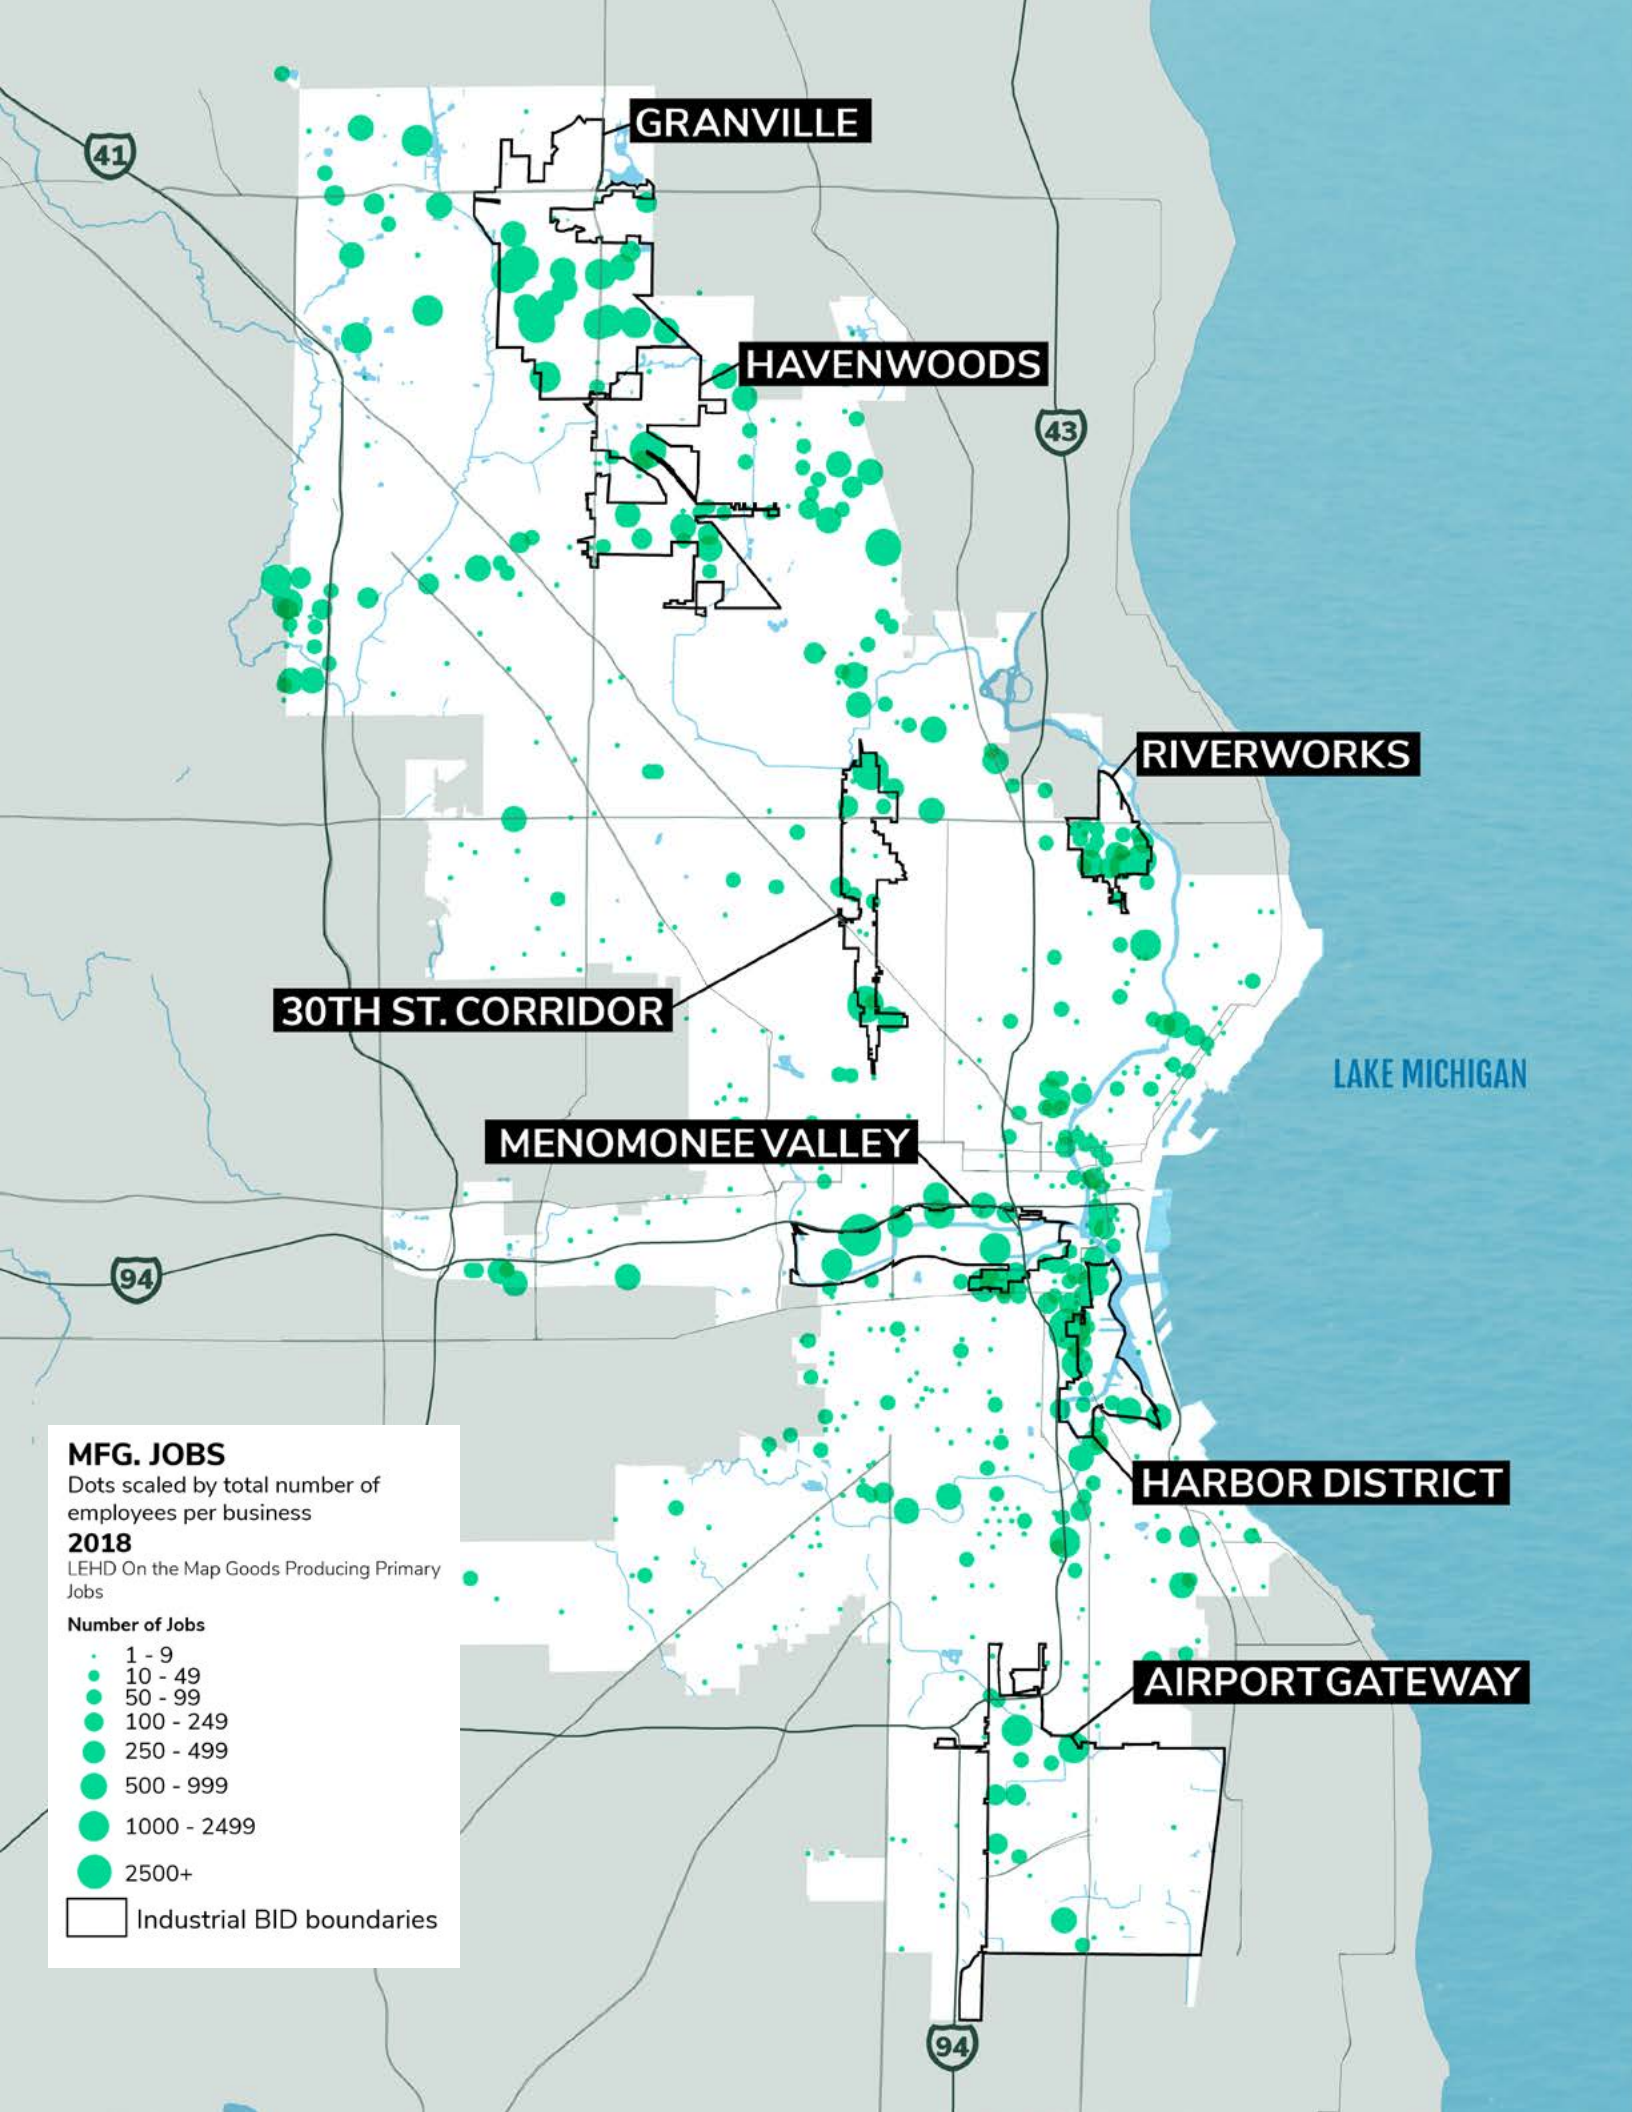 GRANVILLE
41
HAVENWOODS
43
RIVERWORKS
30TH ST. CORRIDOR
LAKE MICHIGAN
MENOMONEE VALLEY
94
HARBOR DISTRICT
MFG. JOBS
Dots scaled by total number of
employees per business
2018
LEHD On the Map Goods Producing Primary
Jobs
Number of Jobs
1 - 9
10 - 49
50 - 99
100 - 249
250 - 499
500 - 999
1000 - 2499
2500+
Industrial BID boundaries
AIRPORT GATEWAY
94